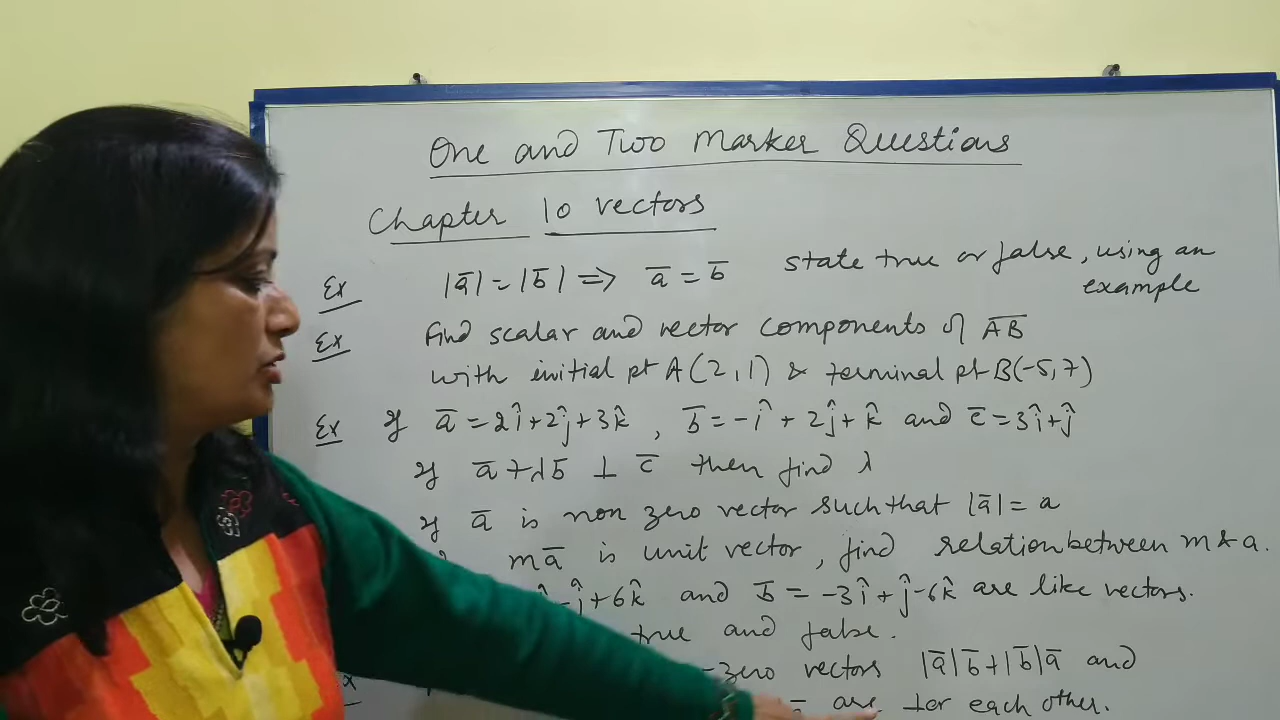 One and Two Marker Questions
Chapter 10 vectors
Ex |a̅| = |b̅| => a̅ = b̅ state true or false, using an
example
Ex Find scalar and vector components of A̅B̅
with initial pt A(2,1) & terminal pt B(-5,7)
Ex If a̅ = 2î+2ĵ+3k̂, b̅ = -î + 2ĵ+ k̂ and c̅ = 3î+ĵ
If a̅ + λb̅ ⊥ c̅ then find λ
If a̅ is non zero vector such that |a̅| = a
ma̅ is unit vector, find relation between m & a.
-ĵ+6k̂ and b̅ = -3î+ĵ-6k̂ are like vectors.
true and false.
-zero vectors |a̅|b̅+|b̅|a̅ and
are ⊥or each other.